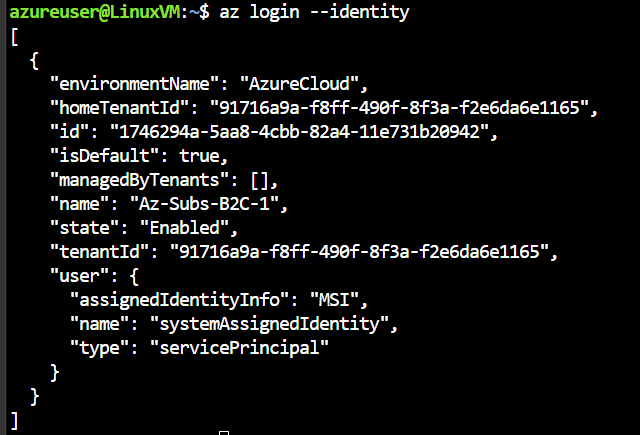 azureuser@LinuxVM:~$ az login --identity
[
  {
    "environmentName": "AzureCloud",
    "homeTenantId": "91716a9a-f8ff-490f-8f3a-f2e6da6e1165",
    "id": "1746294a-5aa8-4cbb-82a4-11e731b20942",
    "isDefault": true,
    "managedByTenants": [],
    "name": "Az-Subs-B2C-1",
    "state": "Enabled",
    "tenantId": "91716a9a-f8ff-490f-8f3a-f2e6da6e1165",
    "user": {
      "assignedIdentityInfo": "MSI",
      "name": "systemAssignedIdentity",
      "type": "servicePrincipal"
    }
  }
]